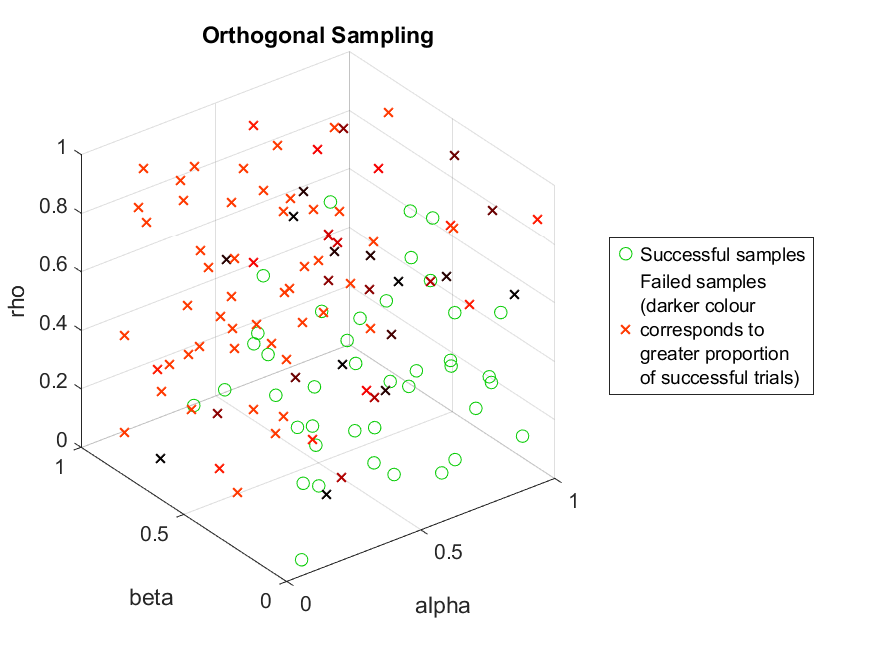 Orthogonal Sampling
1
0.8
0.6
0.4
0.2
0
rho
1
0.5
0
beta
0
0.5
1
alpha
Successful samples
Failed samples
(darker colour
corresponds to
greater proportion
of successful trials)